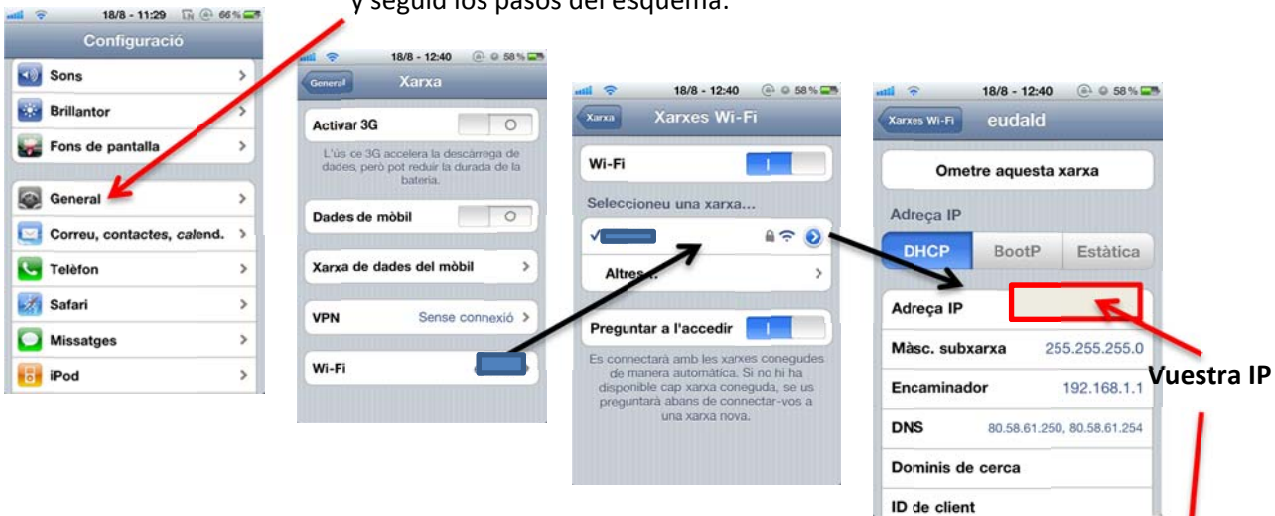 y seguid los pasos del esquema:
18/8 - 11:29 66 %
Configuració
Sons
Brillantor
Fons de pantalla
General
Correu, contactes, calend.
Telèfon
Safari
Missatges
iPod
18/8 - 12:40 58 %
General Xarxa
Activar 3G
L'ús ce 3G accelera la descàrrega de
dades, però pot reduir la durada de la
bateria.
Dades de mòbil
Xarxa de dades del mòbil
VPN Sense connexió
Wi-Fi
18/8 - 12:40 58 %
Xarxa Xarxes Wi-Fi
Wi-Fi
Seleccioneu una xarxa...
Altres...
Preguntar a l'accedir
Es connectarà amb les xarxes conegudes
de manera automàtica. Si no hi ha
disponible cap xarxa coneguda, se us
preguntarà abans de connectar-vos a
una xarxa nova.
18/8 - 12:40 58 %
Xarxes Wi-Fi eudald
Ometre aquesta xarxa
Adreça IP
DHCP BootP Estàtica
Adreça IP
Màsc. subxarxa 255.255.255.0
Encaminador 192.168.1.1
DNS 80.58.61.250, 80.58.61.254
Dominis de cerca
ID de client
Vuestra IP